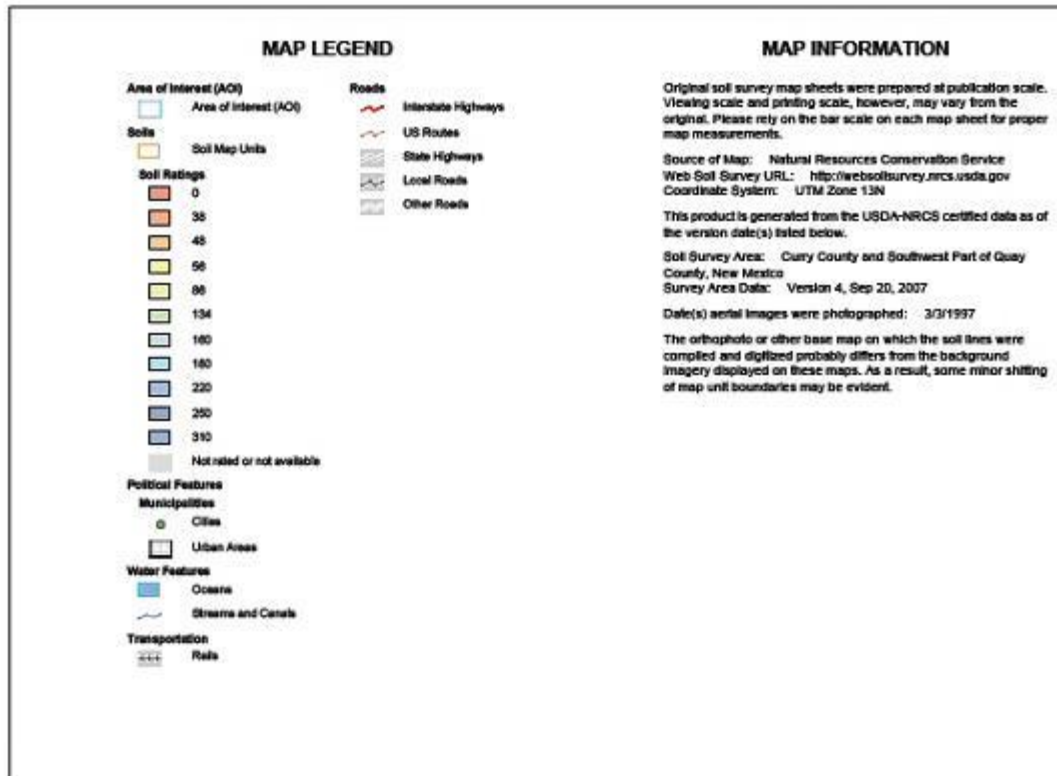 MAP LEGEND
Area of Interest (AOI)
Area of Interest (AOI)
Soils
Soil Map Units
Soil Ratings
0
38
48
56
86
134
160
180
220
250
310
Not rated or not available
Political Features
Municipalities
Cities
Urban Areas
Water Features
Oceans
Streams and Canals
Transportation
Rails
Roads
Interstate Highways
US Routes
State Highways
Local Roads
Other Roads
MAP INFORMATION
Original soil survey map sheets were prepared at publication scale.
Viewing scale and printing scale, however, may vary from the
original. Please rely on the bar scale on each map sheet for proper
map measurements.
Source of Map: Natural Resources Conservation Service
Web Soil Survey URL: http://websoilsurvey.nrcs.usda.gov
Coordinate System: UTM Zone 13N
This product is generated from the USDA-NRCS certified data as of
the version date(s) listed below.
Soil Survey Area: Curry County and Southwest Part of Quay
County, New Mexico
Survey Area Data: Version 4, Sep 20, 2007
Date(s) aerial images were photographed: 3/3/1997
The orthophoto or other base map on which the soil lines were
compiled and digitized probably differs from the background
imagery displayed on these maps. As a result, some minor shifting
of map unit boundaries may be evident.